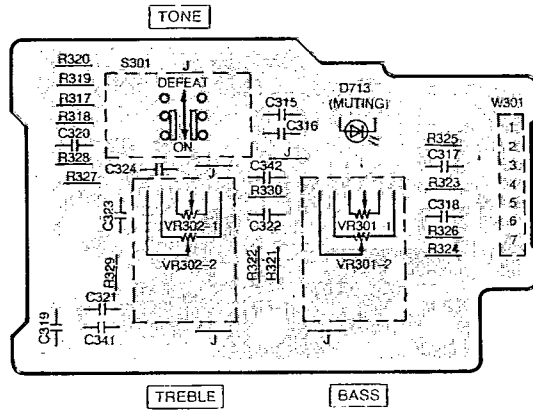 TONE
R320
R319
R317
R318
C320
R328
R327
S301
J
DEFEAT
ON
C324
J
C315
C316
J
D713
(MUTING)
W301
1
2
3
4
5
6
7
R325
C317
R323
C318
R326
R324
C342
R330
C322
C323
VR302-1
VR302-2
VR301-1
VR301-2
R329
R322
R321
C321
C341
C319
J
J
TREBLE
BASS